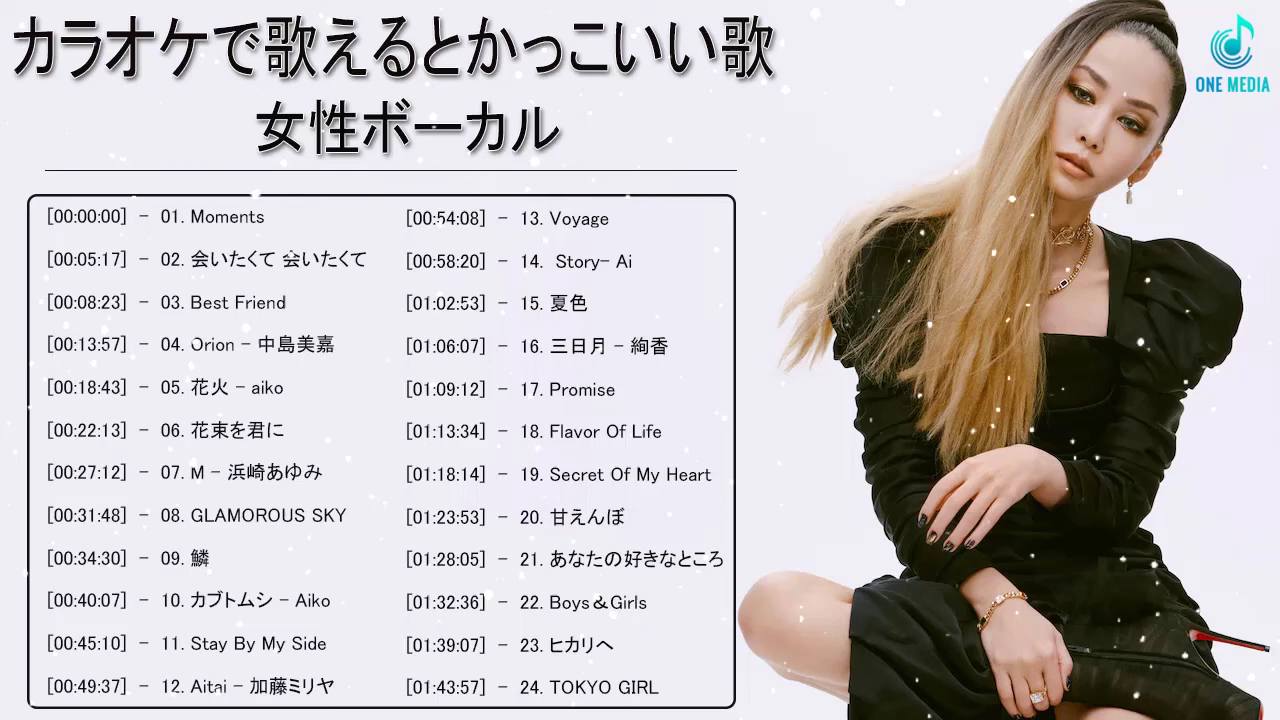 カラオケで歌えるとかっこいい歌
女性ボーカル
ONE MEDIA
[00:00:00] - 01. Moments
[00:05:17] - 02. 会いたくて 会いたくて
[00:08:23] - 03. Best Friend
[00:13:57] - 04. Orion - 中島美嘉
[00:18:43] - 05. 花火 - aiko
[00:22:13] - 06. 花束を君に
[00:27:12] - 07. M - 浜崎あゆみ
[00:31:48] - 08. GLAMOROUS SKY
[00:34:30] - 09. 鱗
[00:40:07] - 10. カブトムシ - Aiko
[00:45:10] - 11. Stay By My Side
[00:49:37] - 12. Aitai - 加藤ミリヤ
[00:54:08] - 13. Voyage
[00:58:20] - 14. Story- Ai
[01:02:53] - 15. 夏色
[01:06:07] - 16. 三日月 - 絢香
[01:09:12] - 17. Promise
[01:13:34] - 18. Flavor Of Life
[01:18:14] - 19. Secret Of My Heart
[01:23:53] - 20. 甘えんぼ
[01:28:05] - 21. あなたの好きなところ
[01:32:36] - 22. Boys＆Girls
[01:39:07] - 23. ヒカリへ
[01:43:57] - 24. TOKYO GIRL